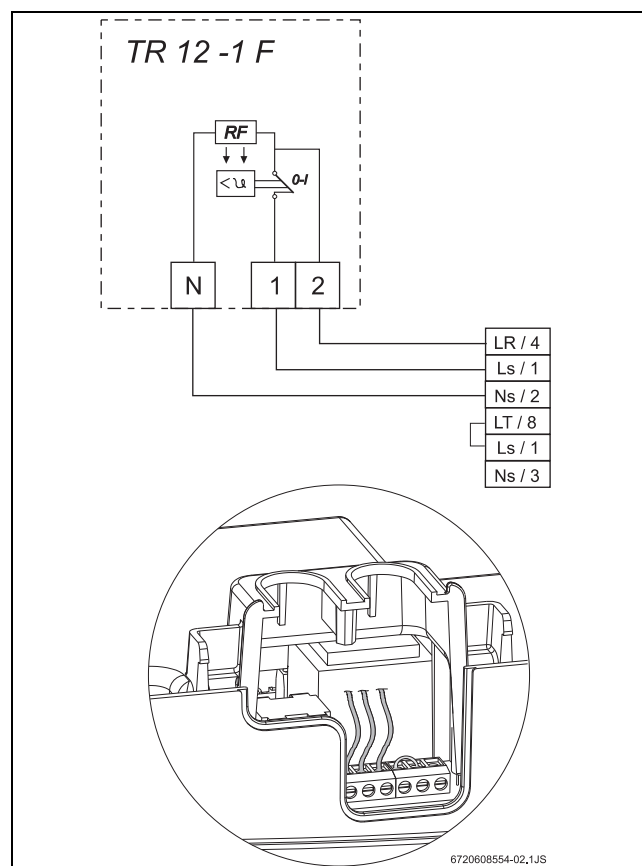 TR 12 -1 F
RF
< 𝜗
0-I
N
1
2
LR / 4
Ls / 1
Ns / 2
LT / 8
Ls / 1
Ns / 3
6720608554-02.1JS